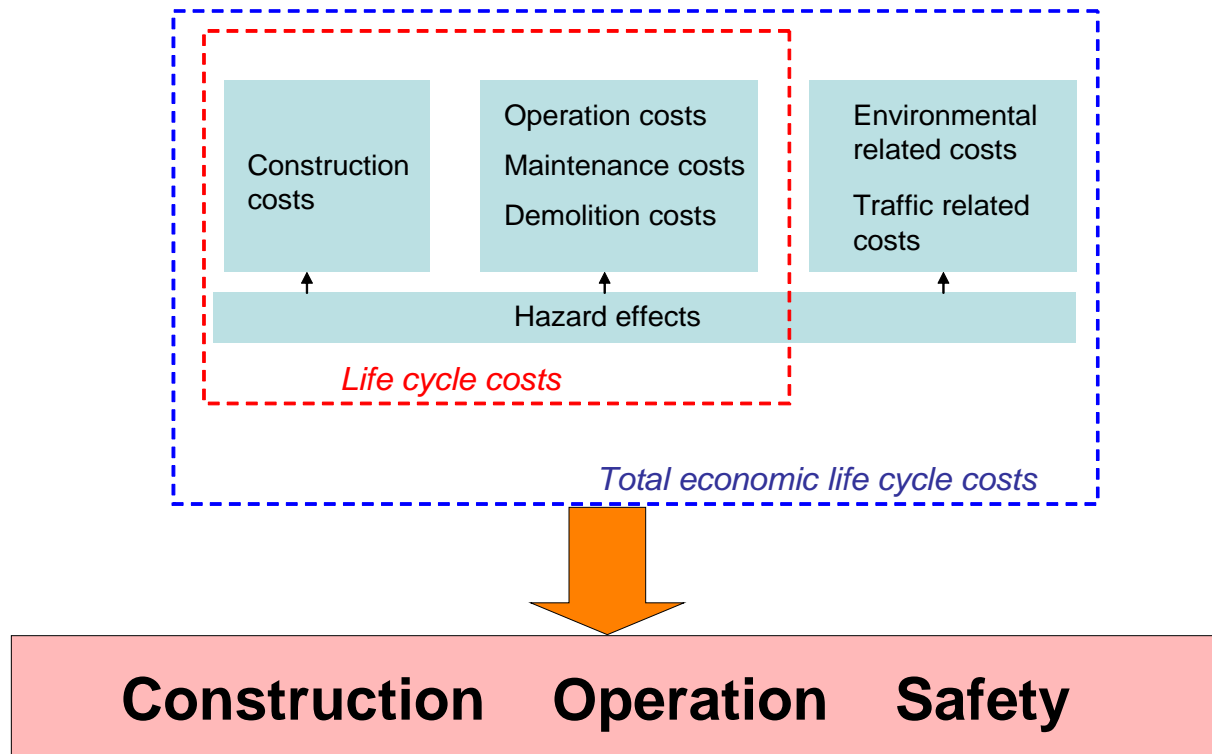 Construction
costs
Operation costs
Maintenance costs
Demolition costs
Environmental
related costs
Traffic related
costs
Hazard effects
Life cycle costs
Total economic life cycle costs
Construction Operation Safety